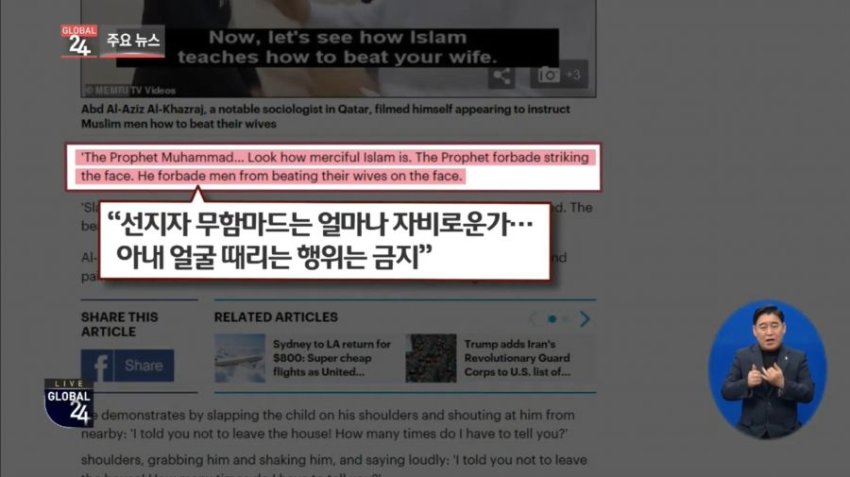 GLOBAL
24 주요 뉴스
Now, let's see how Islam
teaches how to beat your wife.
+3
© MEMRI TV Videos
Abd Al-Aziz Al-Khazraj, a notable sociologist in Qatar, filmed himself appearing to instruct
Muslim men how to beat their wives
'The Prophet Muhammad... Look how merciful Islam is. The Prophet forbade striking
the face. He forbade men from beating their wives on the face.
The
“선지자 무함마드는 얼마나 자비로운가…
아내 얼굴 때리는 행위는 금지”
SHARE THIS
ARTICLE
Share
RELATED ARTICLES
Sydney to LA return for
$800: Super cheap
flights as United...
Trump adds Iran's
Revolutionary Guard
Corps to U.S. list of...
LIVE
GLOBAL
24
demonstrates by slapping the child on his shoulders and shouting at him from
nearby: 'I told you not to leave the house! How many times do I have to tell you?'
shoulders, grabbing him and shaking him, and saying loudly: 'I told you not to leave